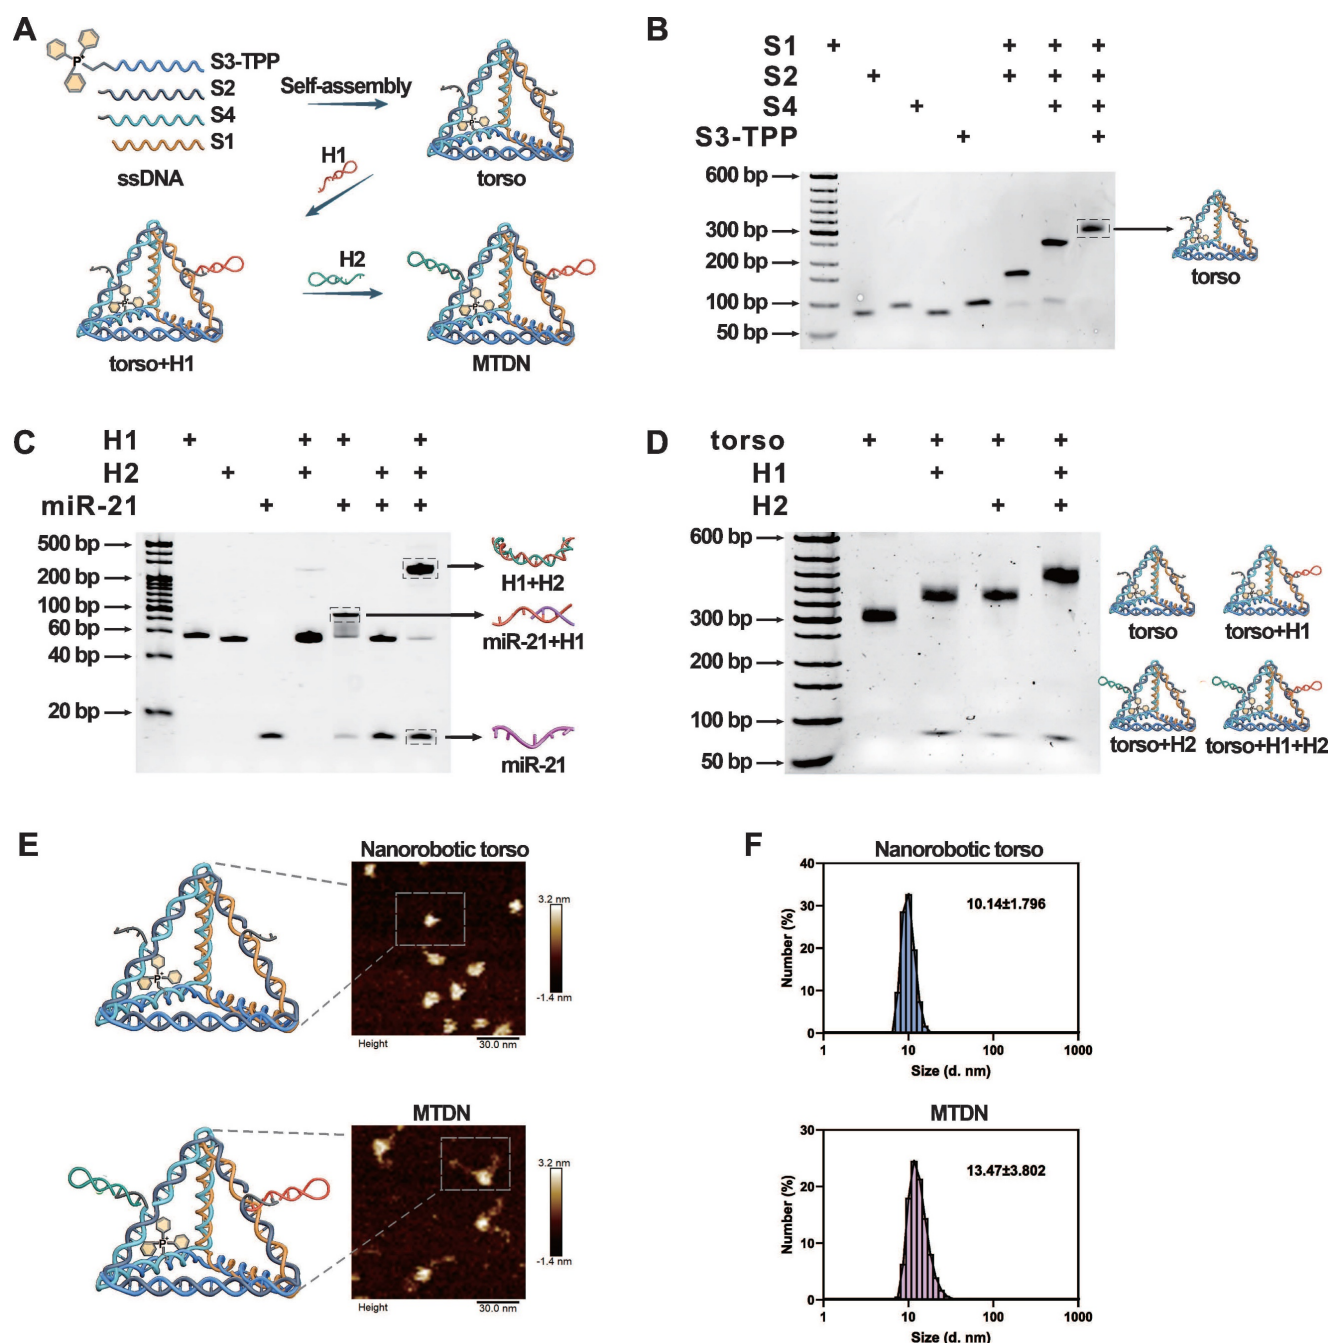 A
P+
S3-TPP
S2
S4
S1
ssDNA
Self-assembly
torso
H1
P+
torso+H1
H2
MTDN
B
S1 + + + +
S2 + + + +
S4 + + +
S3-TPP + +
600 bp
300 bp
200 bp
100 bp
50 bp
torso
C
H1 + + + +
H2 + + + +
miR-21 + + + +
500 bp
200 bp
100 bp
60 bp
40 bp
20 bp
H1+H2
miR-21+H1
miR-21
D
torso + + + +
H1 + +
H2 + +
600 bp
300 bp
200 bp
100 bp
50 bp
torso
torso+H1
torso+H2
torso+H1+H2
E
Nanorobotic torso
P+
3.2 nm
-1.4 nm
Height
30.0 nm
MTDN
P+
3.2 nm
-1.4 nm
Height
30.0 nm
F
Nanorobotic torso
10.14±1.796
Number (%)
40
30
20
10
0
1 10 100 1000
Size (d. nm)
MTDN
13.47±3.802
Number (%)
30
20
10
0
1 10 100 1000
Size (d. nm)